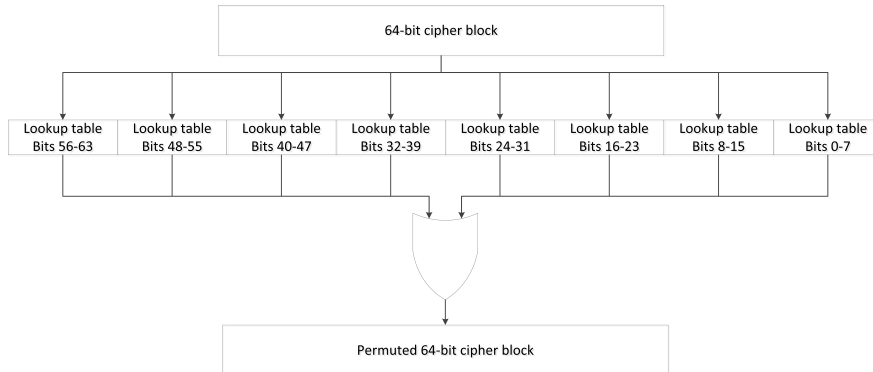 64-bit cipher block
Lookup table Lookup table Lookup table Lookup table Lookup table Lookup table Lookup table Lookup table
Bits 56-63 Bits 48-55 Bits 40-47 Bits 32-39 Bits 24-31 Bits 16-23 Bits 8-15 Bits 0-7
Permuted 64-bit cipher block